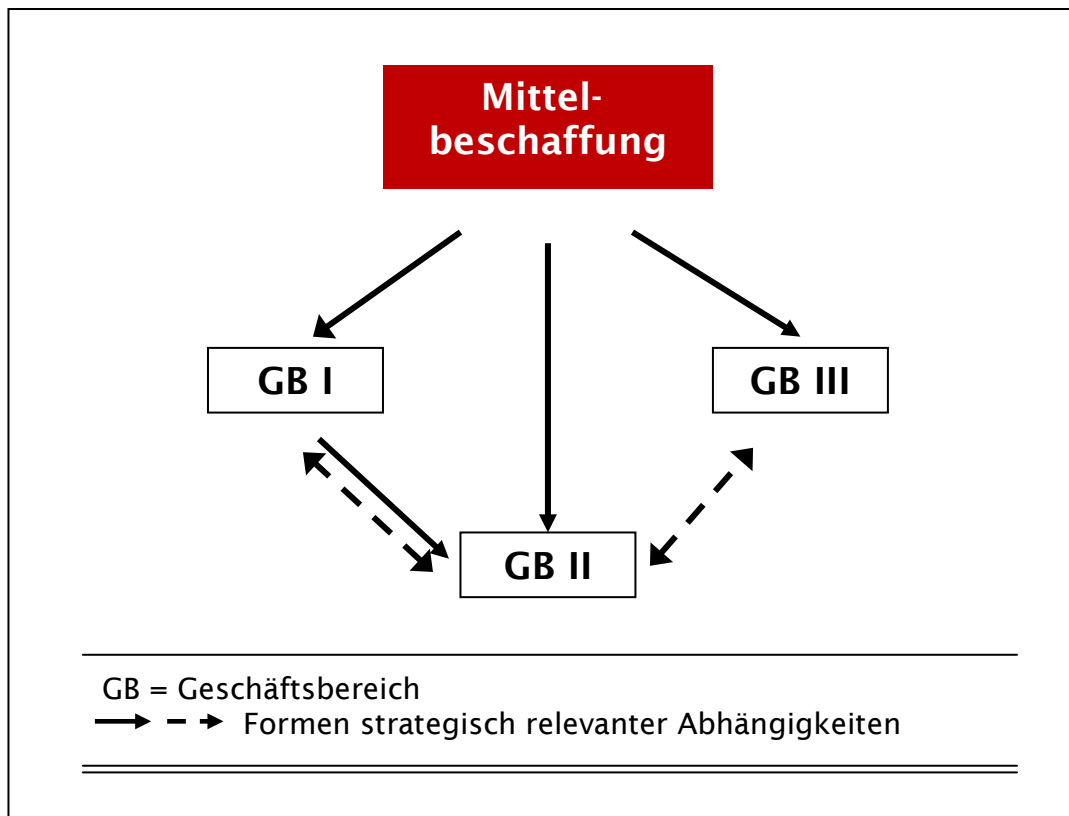 Mittel-
beschaffung
GB I
GB III
GB II
GB = Geschäftsbereich
Formen strategisch relevanter Abhängigkeiten